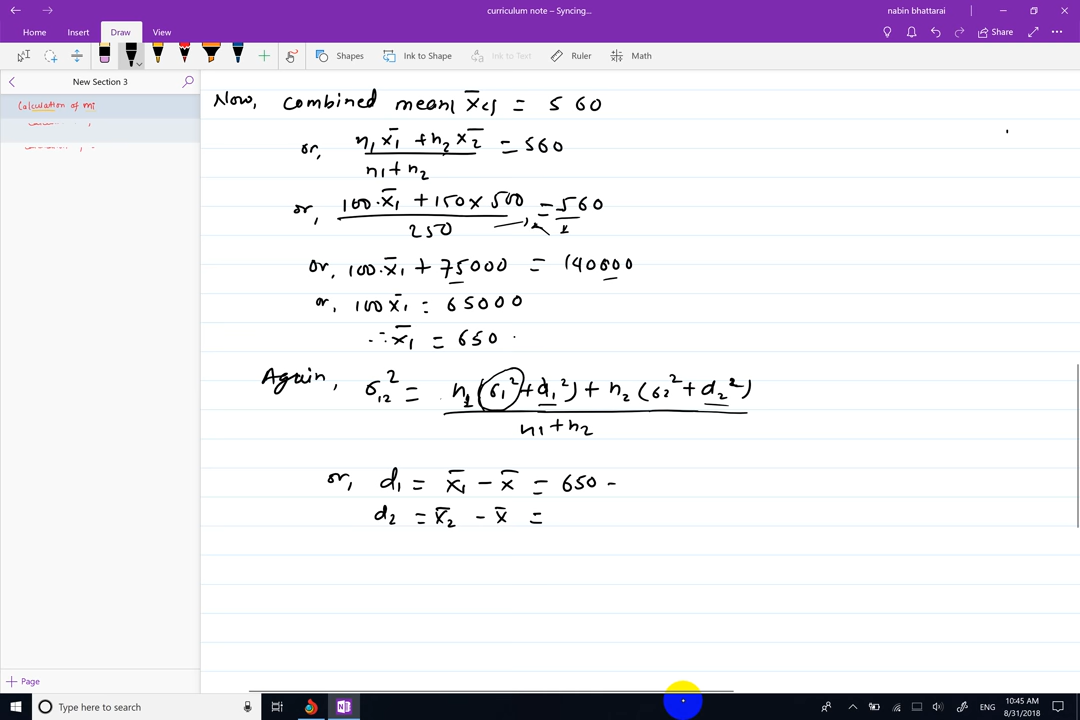 curriculum note – Syncing...
nabin bhattarai
Home Insert Draw View
Share
Shapes Ink to Shape Ink to Text Ruler Math
New Section 3
Calculation of mi
Now, Combined mean, x̄ = 560
or, n₁x̄₁ + n₂x̄₂ / n₁ + n₂ = 560
or, 100·x̄₁ + 150 × 500 / 250 = 560
or, 100·x̄₁ + 75000 = 140000
or, 100x̄₁ = 65000
∴ x̄₁ = 650
Again, σ₁₂² = n₁(σ₁² + d₁²) + n₂(σ₂² + d₂²) / n₁ + n₂
or, d₁ = x̄₁ – x̄ = 650 –
d₂ = x̄₂ – x̄ =
+ Page
Type here to search
ENG
10:45 AM
8/31/2018